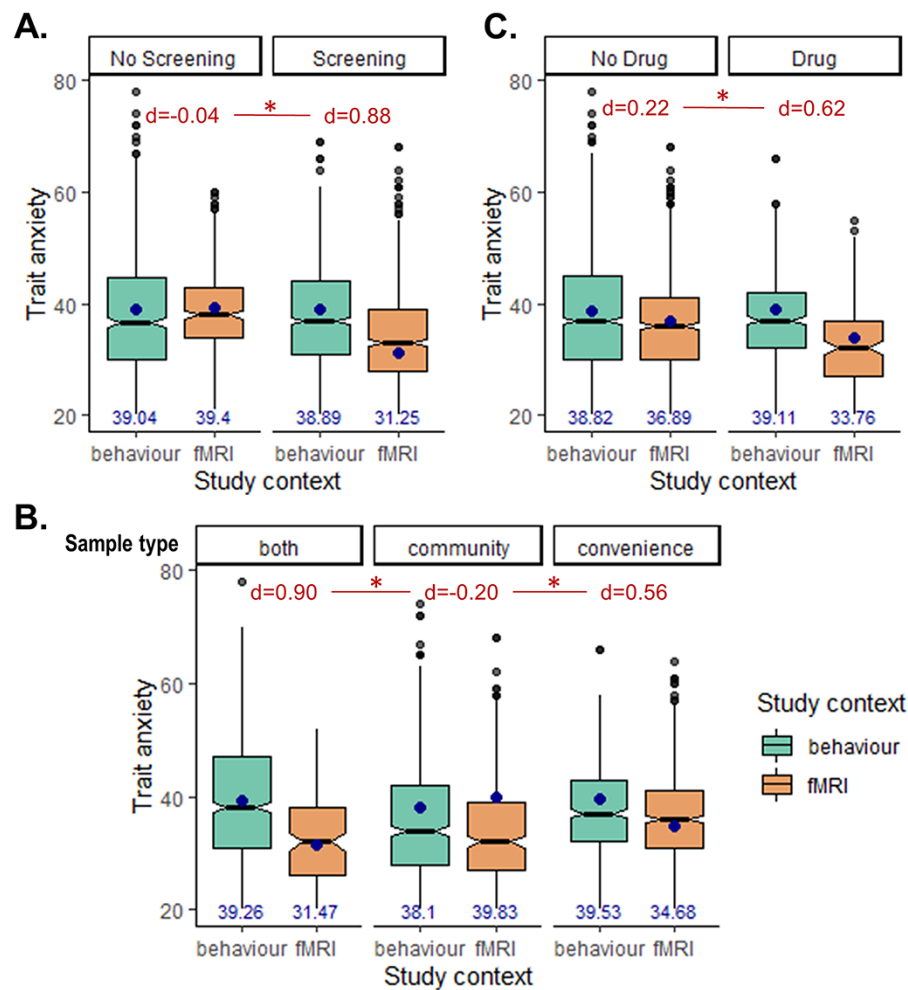 A.
No Screening Screening
80
60
40
20
Trait anxiety
d=-0.04 * d=0.88
39.04 39.4 38.89 31.25
behaviour fMRI behaviour fMRI
Study context
C.
No Drug Drug
80
60
40
20
Trait anxiety
d=0.22 * d=0.62
38.82 36.89 39.11 33.76
behaviour fMRI behaviour fMRI
Study context
B.
Sample type both community convenience
80
60
40
20
Trait anxiety
d=0.90 * d=-0.20 * d=0.56
39.26 31.47 38.1 39.83 39.53 34.68
behaviour fMRI behaviour fMRI behaviour fMRI
Study context
Study context
behaviour
fMRI